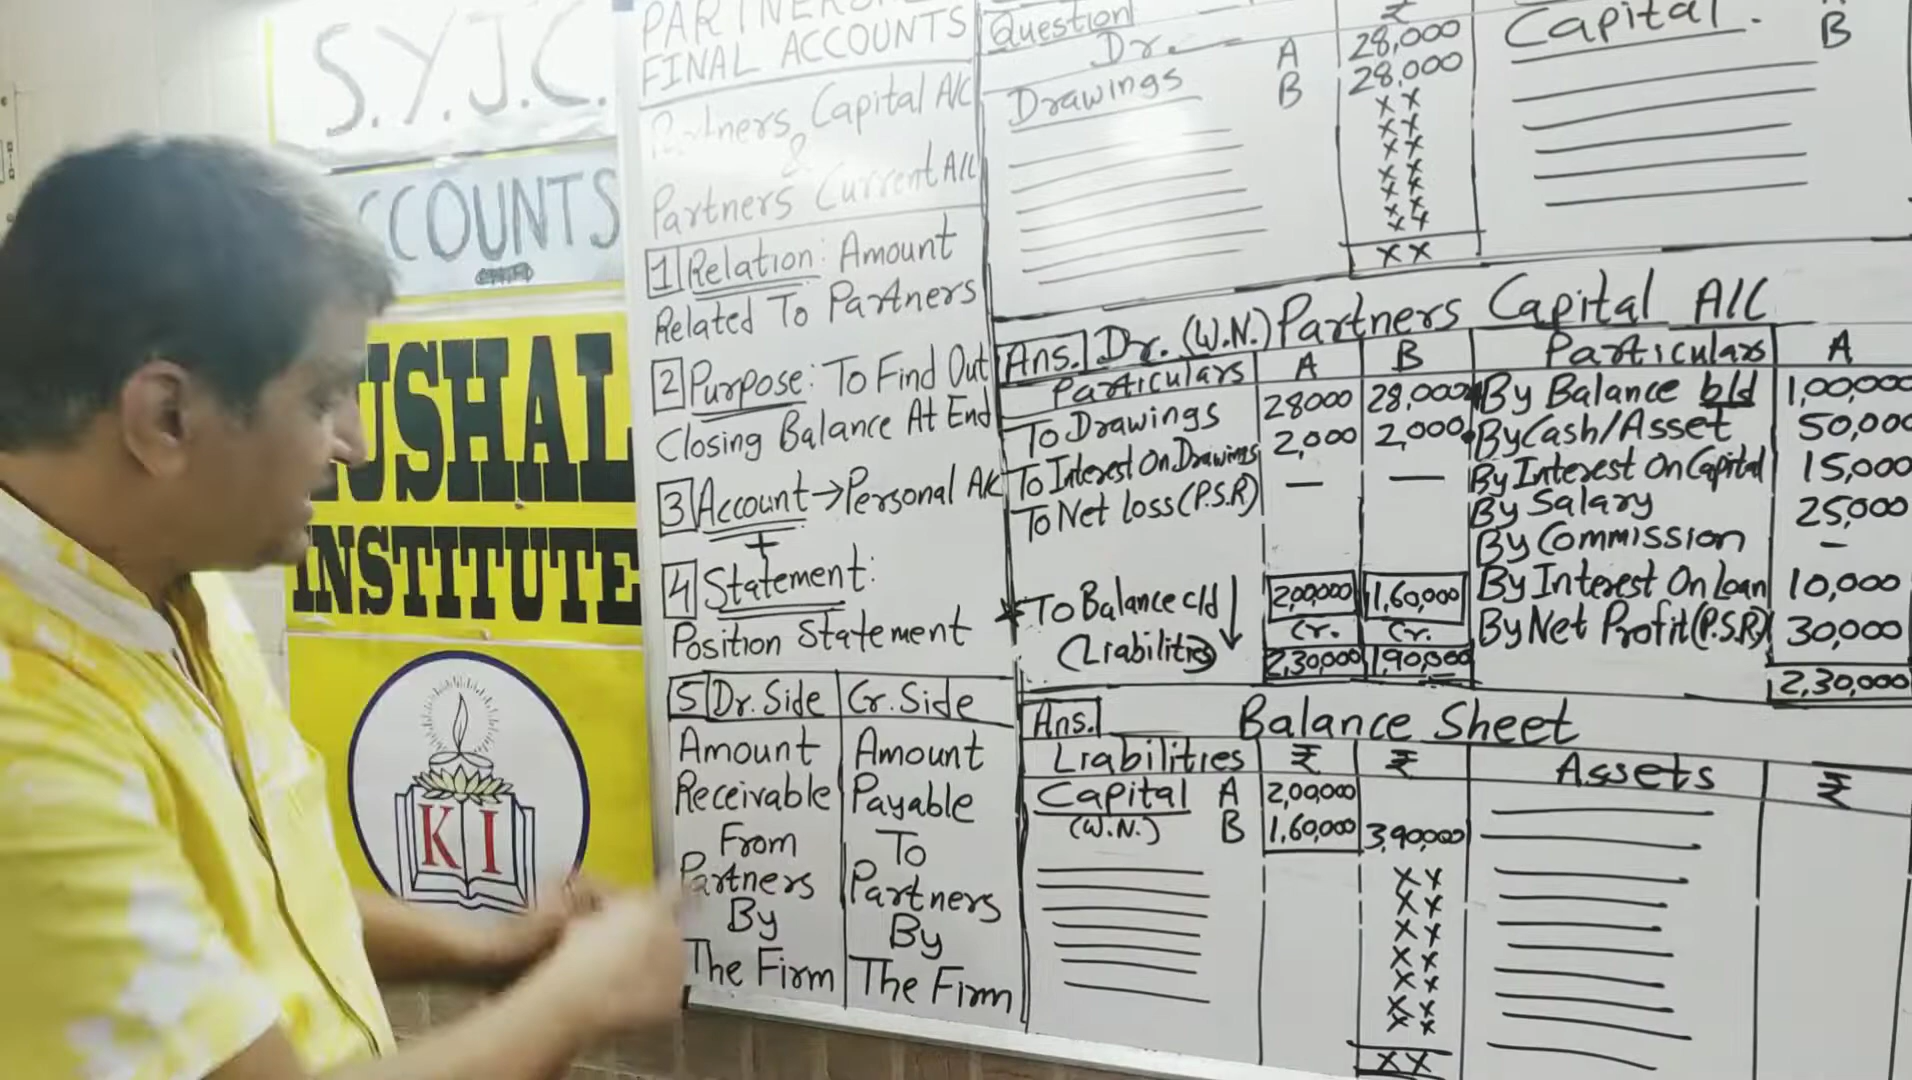 S.Y.J.C.
CCOUNTS
USHAL
INSTITUTE
K I
PARTNERS
FINAL ACCOUNTS
Partners Capital A/C
&
Partners Current A/C
1 Relation: Amount
Related To Partners
2 Purpose: To Find Out
Closing Balance At End
3 Account → Personal A/C
+
4 Statement:
Position Statement
5 Dr. Side Cr. Side
Amount Amount
Receivable Payable
From To
Partners Partners
By By
The Firm The Firm
Question ₹
Dr. A 28,000 Capital.
Drawings B 28,000 B
x x
x x
x x
x x
x x
x x
x x
x x
Ans. Dr. (W.N.) Partners Capital A/C
Particulars A B Particulars A
To Drawings 28000 28,000 By Balance b/d 1,00,000
To Interest On Drawings 2,000 2,000 By Cash/Asset 50,000
To Net loss (P.S.R) — — By Interest On Capital 15,000
By Salary 25,000
By Commission —
To Balance c/d ↓ 2,00,000 1,60,000 By Interest On Loan 10,000
(Liabilities) Cr. Cr. By Net Profit (P.S.R) 30,000
2,30,000 1,90,000 2,30,000
Ans. Balance Sheet
Liabilities ₹ ₹ Assets ₹
Capital A 2,00,000
(W.N.) B 1,60,000 3,90,000
x x
x x
x x
x x
x x
x x
x x
x x